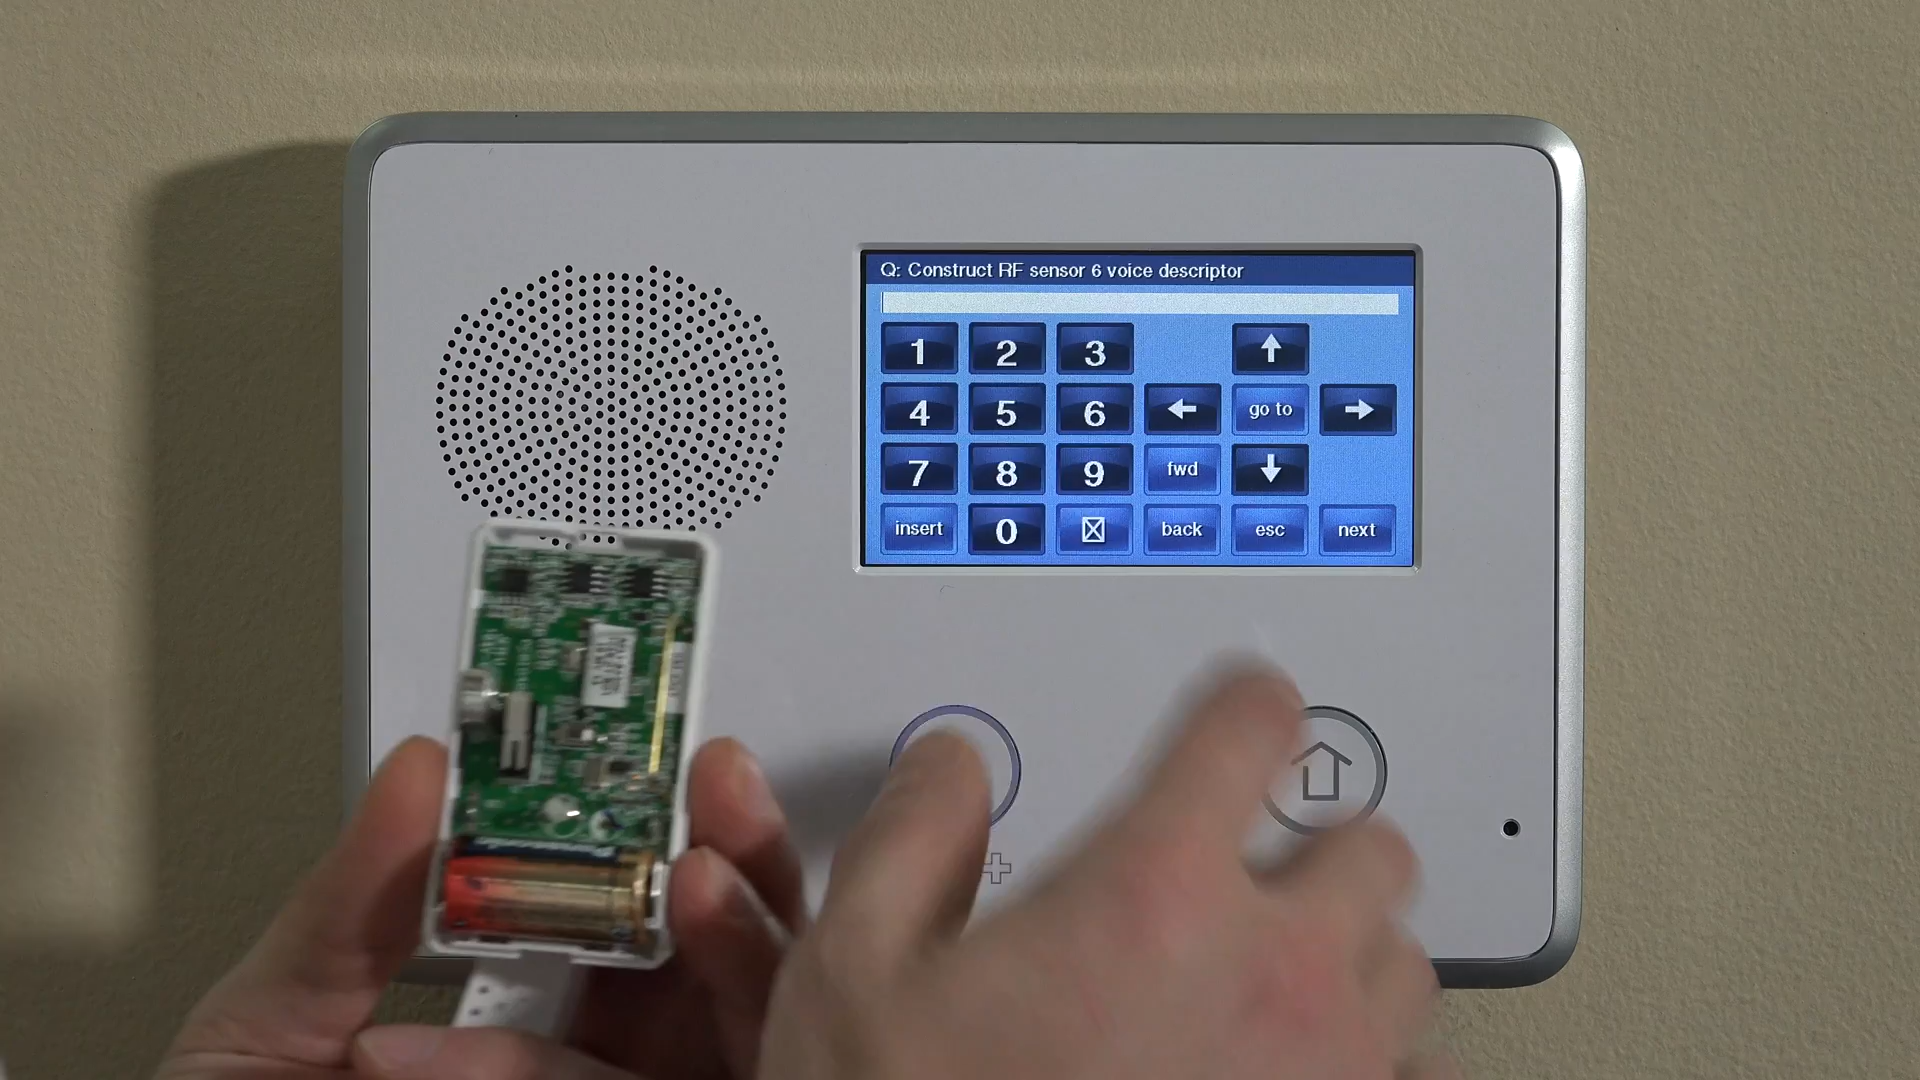 Q: Construct RF sensor 6 voice descriptor
1 2 3
4 5 6 go to
7 8 9 fwd
insert 0 back esc next